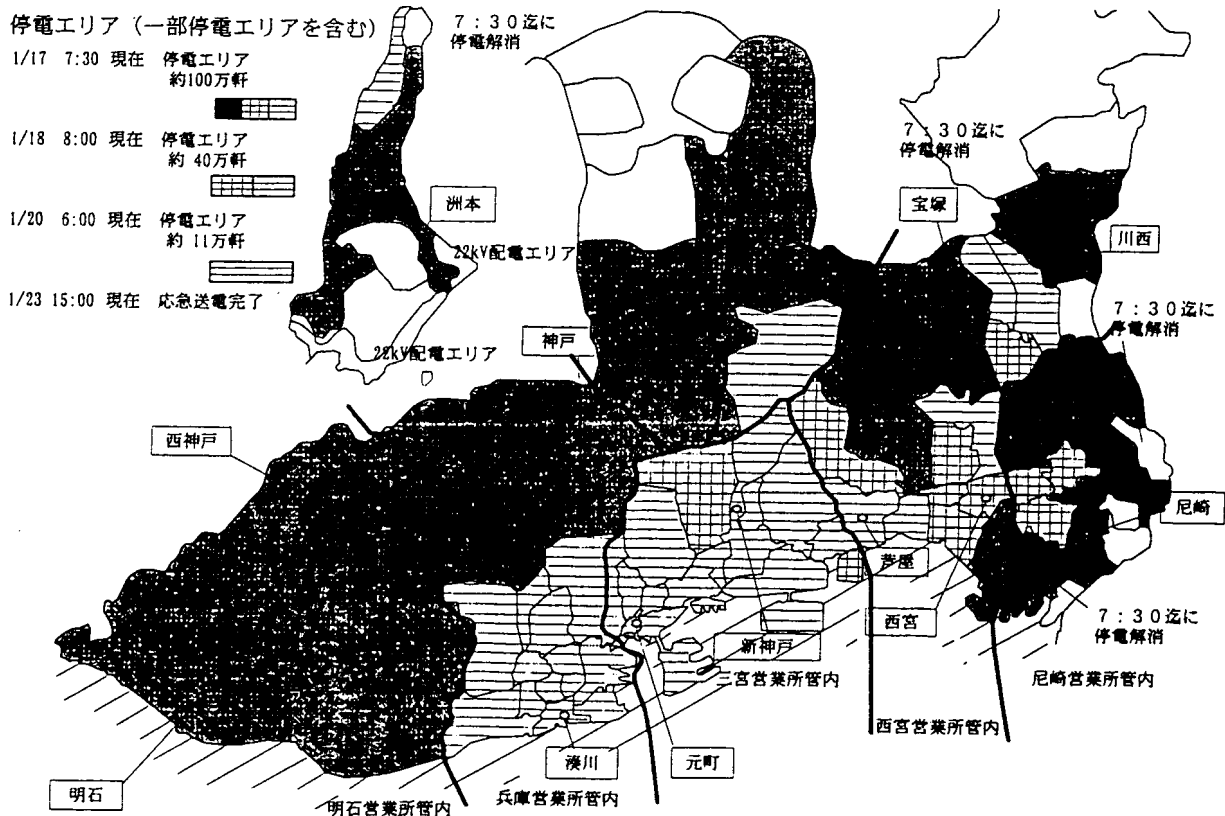 停電エリア（一部停電エリアを含む）
1/17 7:30 現在 停電エリア
約100万軒
1/18 8:00 現在 停電エリア
約 40万軒
1/20 6:00 現在 停電エリア
約 11万軒
1/23 15:00 現在 応急送電完了
7：30迄に
停電解消
洲本
22kV配電エリア
22kV配電エリア
7：30迄に
停電解消
宝塚
川西
7：30迄に
停電解消
神戸
西神戸
尼崎
芦屋
西宮
7：30迄に
停電解消
新神戸
三宮営業所管内
尼崎営業所管内
西宮営業所管内
湊川
元町
明石
明石営業所管内
兵庫営業所管内